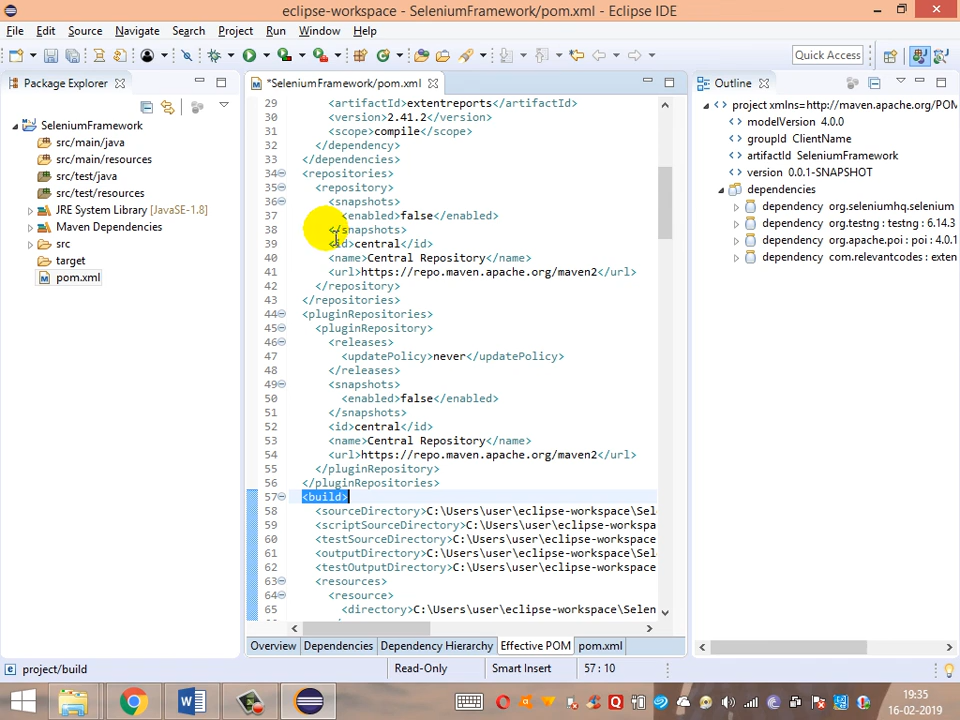 eclipse-workspace - SeleniumFramework/pom.xml - Eclipse IDE
File Edit Source Navigate Search Project Run Window Help
Quick Access
Package Explorer
SeleniumFramework
src/main/java
src/main/resources
src/test/java
src/test/resources
JRE System Library [JavaSE-1.8]
Maven Dependencies
src
target
pom.xml
*SeleniumFramework/pom.xml
29 <artifactId>extentreports</artifactId>
30 <version>2.41.2</version>
31 <scope>compile</scope>
32 </dependency>
33 </dependencies>
34 <repositories>
35 <repository>
36 <snapshots>
37 <enabled>false</enabled>
38 </snapshots>
39 <id>central</id>
40 <name>Central Repository</name>
41 <url>https://repo.maven.apache.org/maven2</url>
42 </repository>
43 </repositories>
44 <pluginRepositories>
45 <pluginRepository>
46 <releases>
47 <updatePolicy>never</updatePolicy>
48 </releases>
49 <snapshots>
50 <enabled>false</enabled>
51 </snapshots>
52 <id>central</id>
53 <name>Central Repository</name>
54 <url>https://repo.maven.apache.org/maven2</url>
55 </pluginRepository>
56 </pluginRepositories>
57 <build>
58 <sourceDirectory>C:\Users\user\eclipse-workspace\Sel
59 <scriptSourceDirectory>C:\Users\user\eclipse-workspa
60 <testSourceDirectory>C:\Users\user\eclipse-workspace
61 <outputDirectory>C:\Users\user\eclipse-workspace\Sel
62 <testOutputDirectory>C:\Users\user\eclipse-workspace
63 <resources>
64 <resource>
65 <directory>C:\Users\user\eclipse-workspace\Selen
Overview Dependencies Dependency Hierarchy Effective POM pom.xml
Outline
project xmlns=http://maven.apache.org/POM
modelVersion 4.0.0
groupId ClientName
artifactId SeleniumFramework
version 0.0.1-SNAPSHOT
dependencies
dependency org.seleniumhq.selenium
dependency org.testng : testng : 6.14.3
dependency org.apache.poi : poi : 4.0.1
dependency com.relevantcodes : exten
project/build
Read-Only
Smart Insert
57 : 10
19:35
16-02-2019